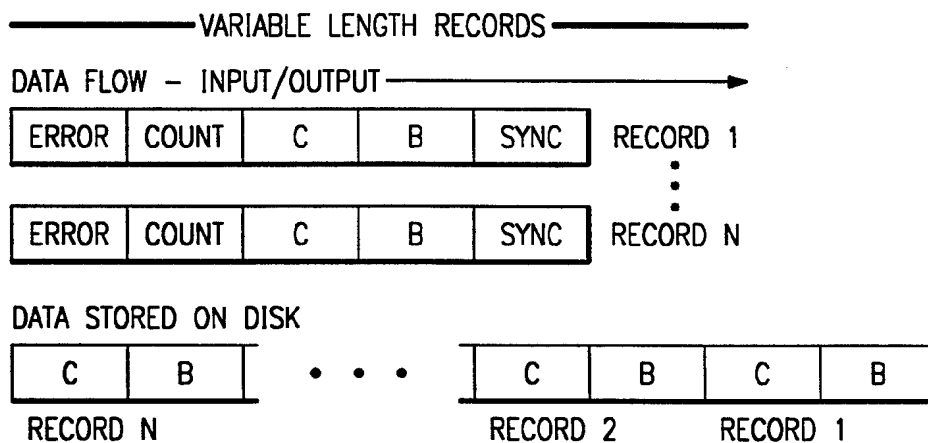 VARIABLE LENGTH RECORDS
DATA FLOW – INPUT/OUTPUT
ERROR COUNT C B SYNC RECORD 1
ERROR COUNT C B SYNC RECORD N
DATA STORED ON DISK
C B • • • C B C B
RECORD N RECORD 2 RECORD 1